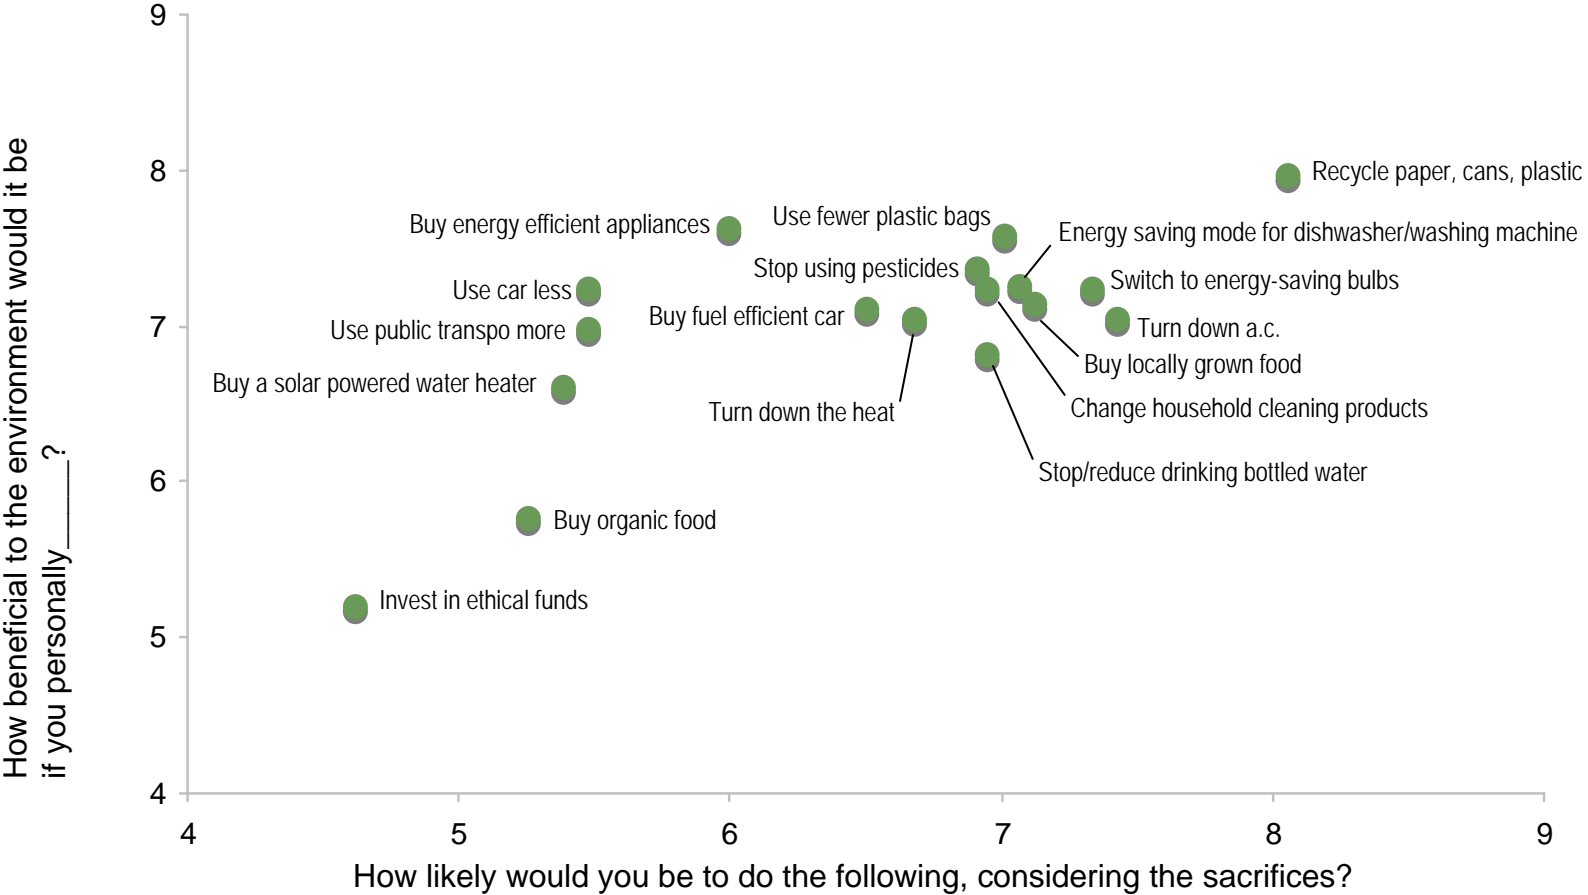 How beneficial to the environment would it be
if you personally______?
9
8
7
6
5
4
Recycle paper, cans, plastic
Use fewer plastic bags
Buy energy efficient appliances
Energy saving mode for dishwasher/washing machine
Stop using pesticides
Switch to energy-saving bulbs
Use car less
Buy fuel efficient car
Use public transpo more
Turn down a.c.
Buy locally grown food
Buy a solar powered water heater
Turn down the heat
Change household cleaning products
Stop/reduce drinking bottled water
Buy organic food
Invest in ethical funds
4 5 6 7 8 9
How likely would you be to do the following, considering the sacrifices?